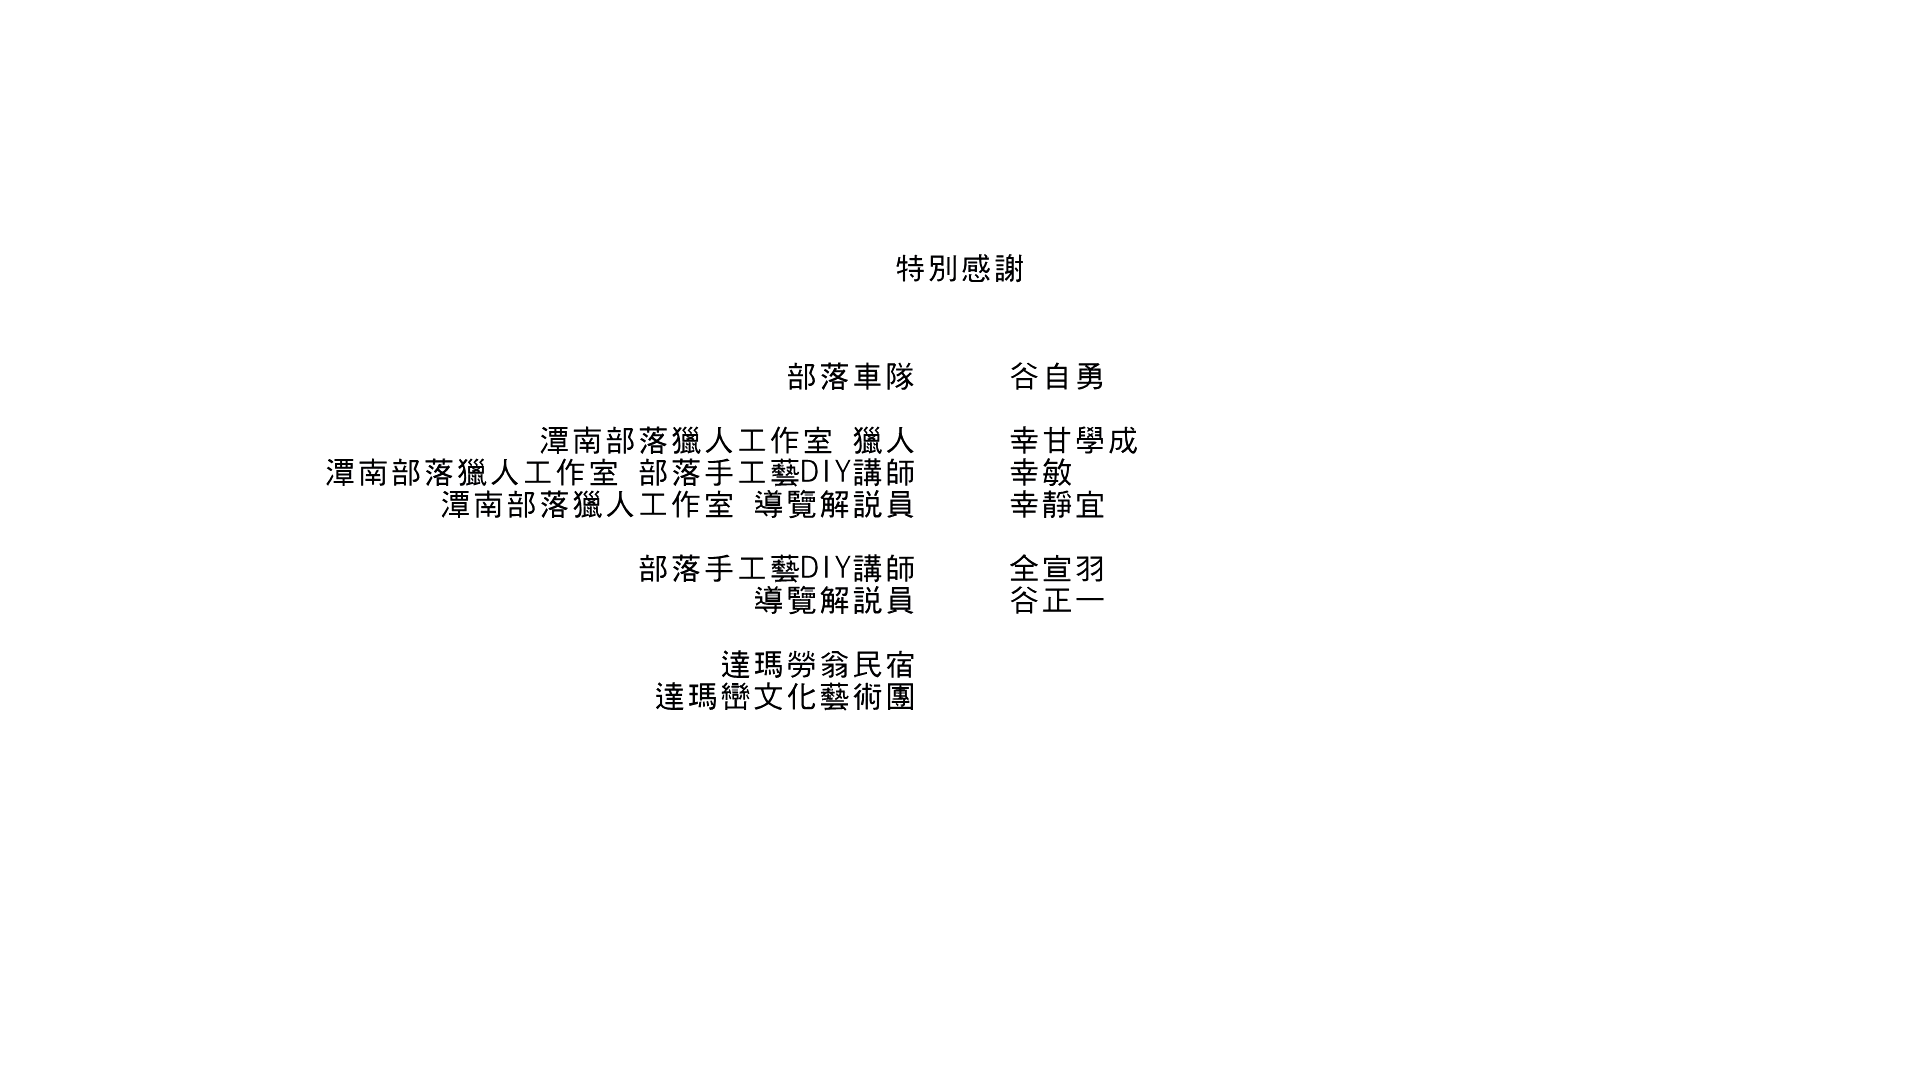 特別感謝
部落車隊 谷自勇
潭南部落獵人工作室 獵人 幸甘學成
潭南部落獵人工作室 部落手工藝DIY講師 幸敏
潭南部落獵人工作室 導覽解説員 幸靜宜
部落手工藝DIY講師 全宣羽
導覽解説員 谷正一
達瑪勞翁民宿
達瑪巒文化藝術團